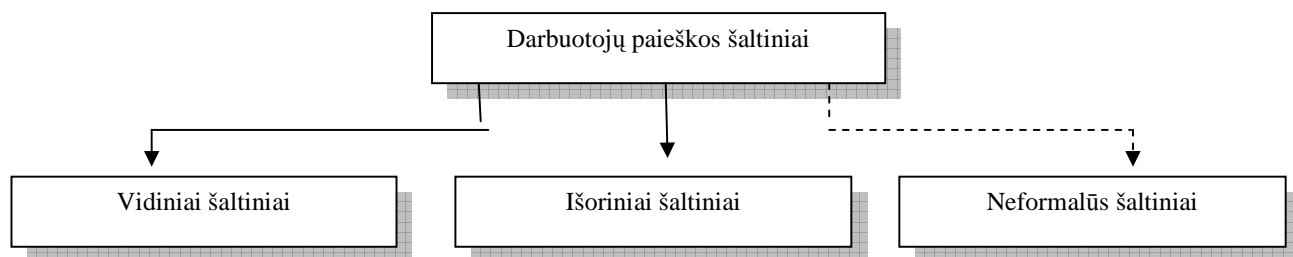 Darbuotojų paieškos šaltiniai
Vidiniai šaltiniai
Išoriniai šaltiniai
Neformalūs šaltiniai